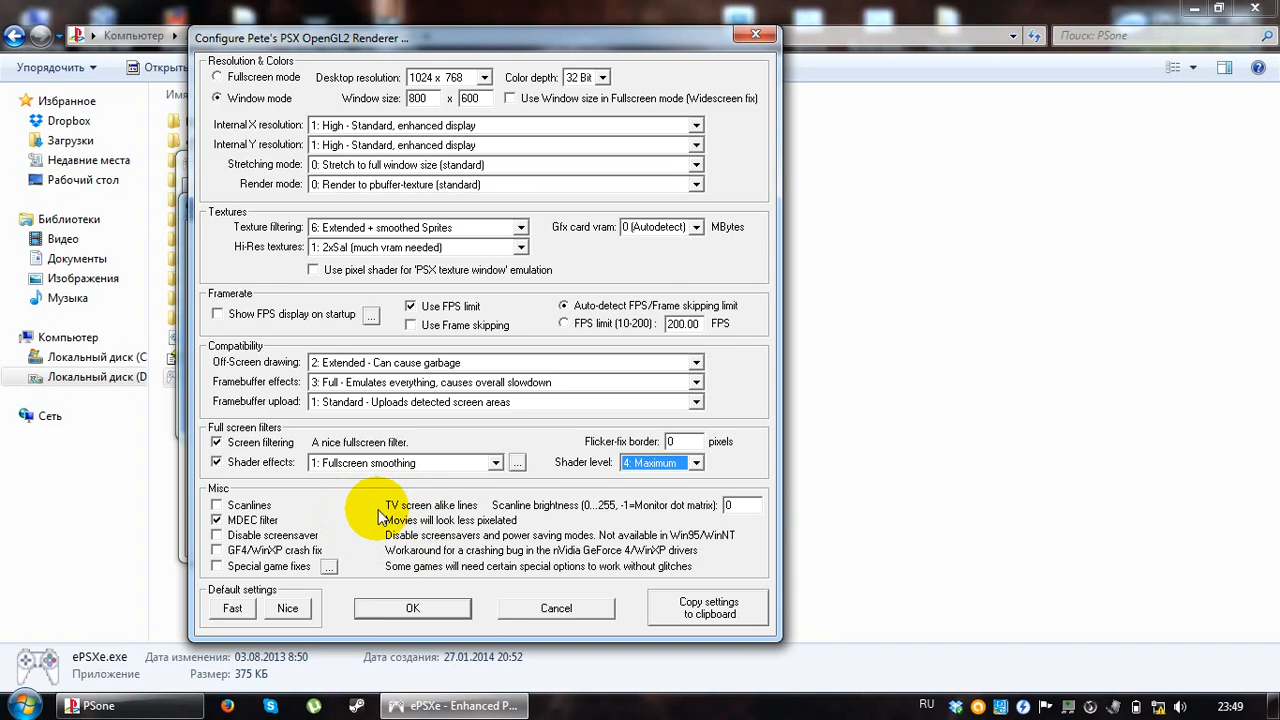 Configure Pete's PSX OpenGL2 Renderer ...
Компьютер
Поиск: PSone
Упорядочить
Открыть
Имя
Избранное
Dropbox
Загрузки
Недавние места
Рабочий стол
Библиотеки
Видео
Документы
Изображения
Музыка
Компьютер
Локальный диск (C
Локальный диск (D
Сеть
Resolution & Colors
Fullscreen mode Desktop resolution: 1024 x 768 Color depth: 32 Bit
Window mode Window size: 800 x 600 Use Window size in Fullscreen mode (Widescreen fix)
Internal X resolution: 1: High - Standard, enhanced display
Internal Y resolution: 1: High - Standard, enhanced display
Stretching mode: 0: Stretch to full window size (standard)
Render mode: 0: Render to pbuffer-texture (standard)
Textures
Texture filtering: 6: Extended + smoothed Sprites Gfx card vram: 0 (Autodetect) MBytes
Hi-Res textures: 1: 2xSaI (much vram needed)
Use pixel shader for 'PSX texture window' emulation
Framerate
Show FPS display on startup ... Use FPS limit Auto-detect FPS/Frame skipping limit
Use Frame skipping FPS limit (10-200) : 200.00 FPS
Compatibility
Off-Screen drawing: 2: Extended - Can cause garbage
Framebuffer effects: 3: Full - Emulates everything, causes overall slowdown
Framebuffer upload: 1: Standard - Uploads detected screen areas
Full screen filters
Screen filtering A nice fullscreen filter. Flicker-fix border: 0 pixels
Shader effects: 1: Fullscreen smoothing ... Shader level: 4: Maximum
Misc
Scanlines TV screen alike lines Scanline brightness (0...255, -1=Monitor dot matrix): 0
MDEC filter Movies will look less pixelated
Disable screensaver Disable screensavers and power saving modes. Not available in Win95/WinNT
GF4/WinXP crash fix Workaround for a crashing bug in the nVidia GeForce 4/WinXP drivers
Special game fixes ... Some games will need certain special options to work without glitches
Default settings
Fast Nice OK Cancel Copy settings
to clipboard
ePSXe.exe Дата изменения: 03.08.2013 8:50 Дата создания: 27.01.2014 20:52
Приложение Размер: 375 КБ
PSone ePSXe - Enhanced P... RU 23:49